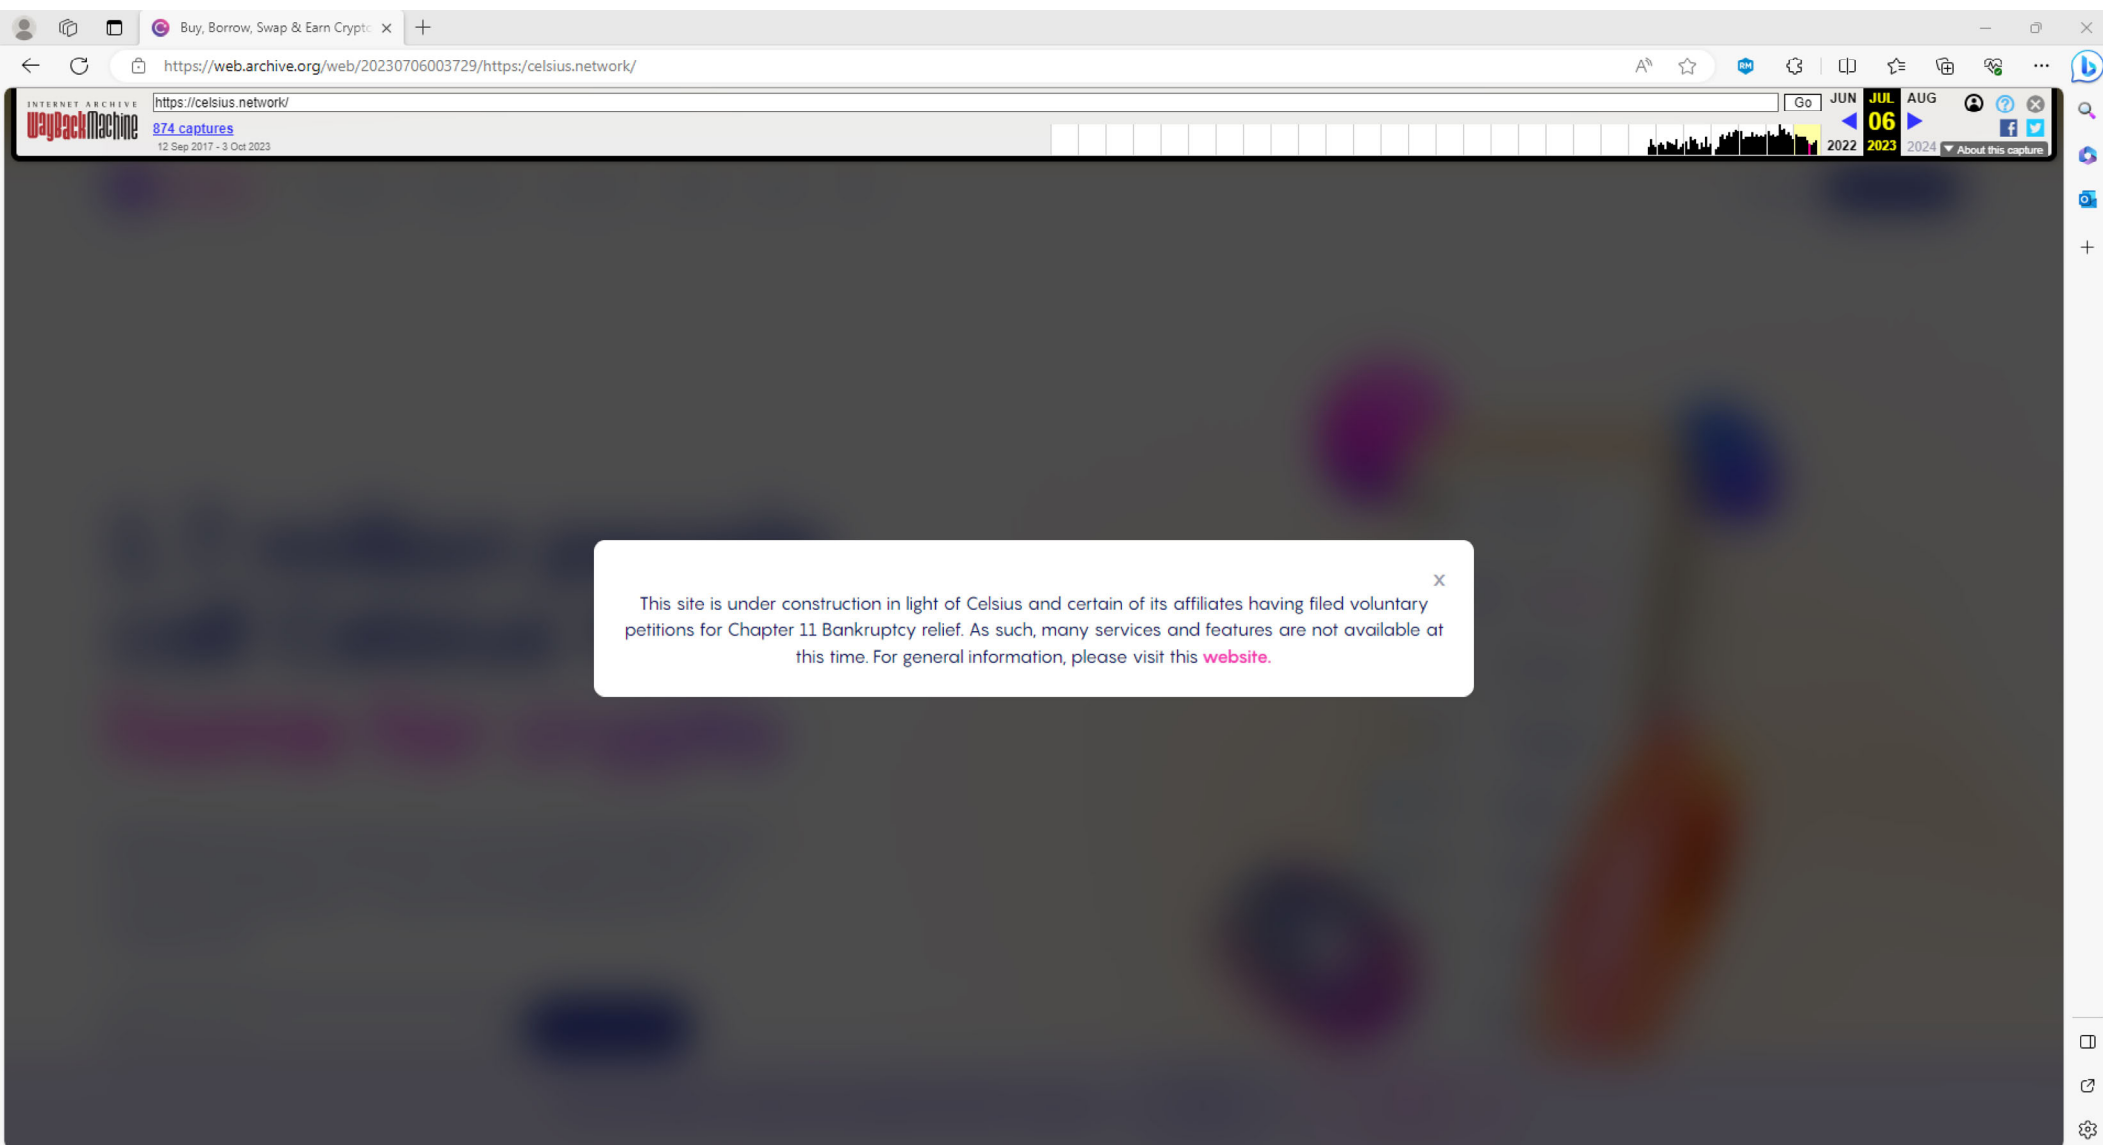 Buy, Borrow, Swap & Earn Crypto
https://web.archive.org/web/20230706003729/https:/celsius.network/
INTERNET ARCHIVE
WayBackMachine
https://celsius.network/
Go
JUN JUL AUG
874 captures
06
12 Sep 2017 - 3 Oct 2023
2022 2023 2024
About this capture
X
This site is under construction in light of Celsius and certain of its affiliates having filed voluntary
petitions for Chapter 11 Bankruptcy relief. As such, many services and features are not available at
this time. For general information, please visit this website.